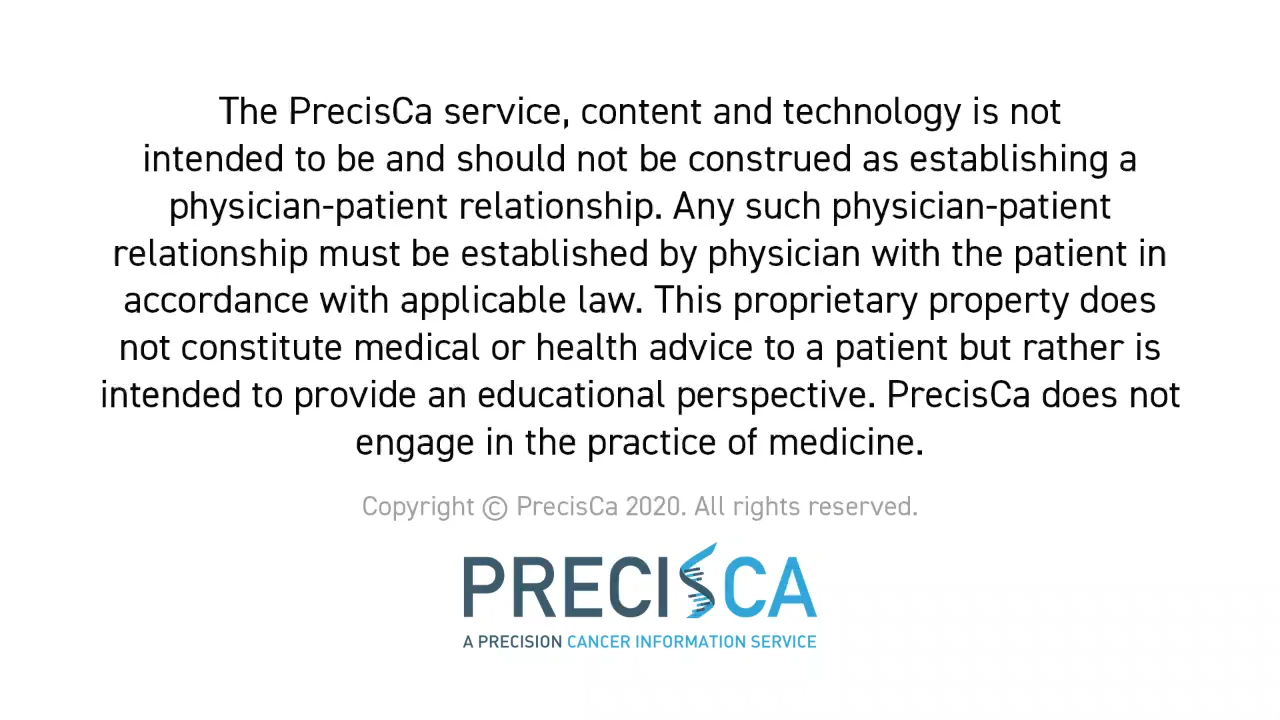 The PrecisCa service, content and technology is not
intended to be and should not be construed as establishing a
physician-patient relationship. Any such physician-patient
relationship must be established by physician with the patient in
accordance with applicable law. This proprietary property does
not constitute medical or health advice to a patient but rather is
intended to provide an educational perspective. PrecisCa does not
engage in the practice of medicine.
Copyright © PrecisCa 2020. All rights reserved.
PRECISCA
A PRECISION CANCER INFORMATION SERVICE